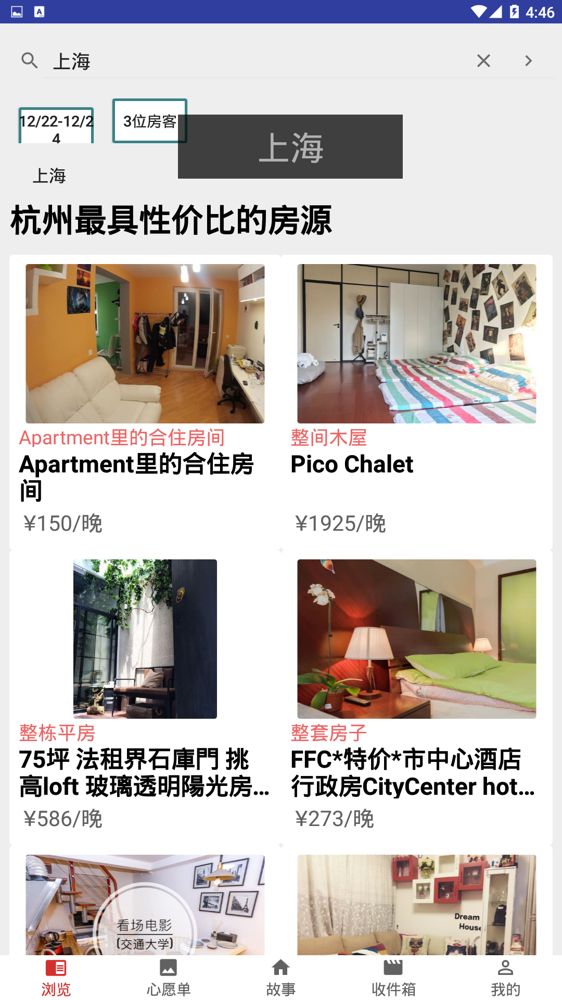 4:46
上海
12/22-12/2
4
3位房客
上海
上海
杭州最具性价比的房源
Apartment里的合住房间
Apartment里的合住房
间
¥150/晚
整间木屋
Pico Chalet
¥1925/晚
整栋平房
75坪 法租界石庫門 挑
高loft 玻璃透明陽光房...
¥586/晚
整套房子
FFC*特价*市中心酒店
行政房CityCenter hot...
¥273/晚
看场电影
(交通大学)
Dream
House
浏览
心愿单
故事
收件箱
我的